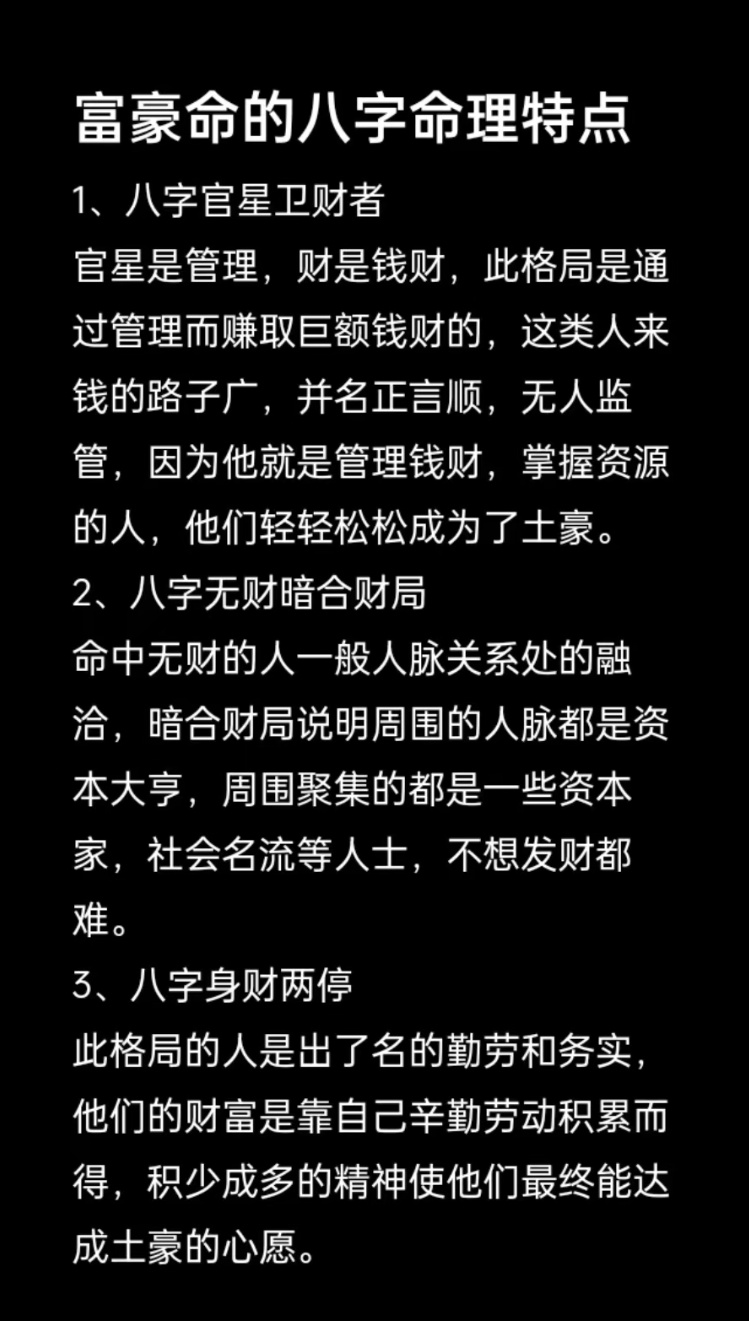 富豪命的八字命理特点
1、八字官星卫财者
官星是管理，财是钱财，此格局是通
过管理而赚取巨额钱财的，这类人来
钱的路子广，并名正言顺，无人监
管，因为他就是管理钱财，掌握资源
的人，他们轻轻松松成为了土豪。
2、八字无财暗合财局
命中无财的人一般人脉关系处的融
洽，暗合财局说明周围的人脉都是资
本大亨，周围聚集的都是一些资本
家，社会名流等人士，不想发财都
难。
3、八字身财两停
此格局的人是出了名的勤劳和务实，
他们的财富是靠自己辛勤劳动积累而
得，积少成多的精神使他们最终能达
成土豪的心愿。